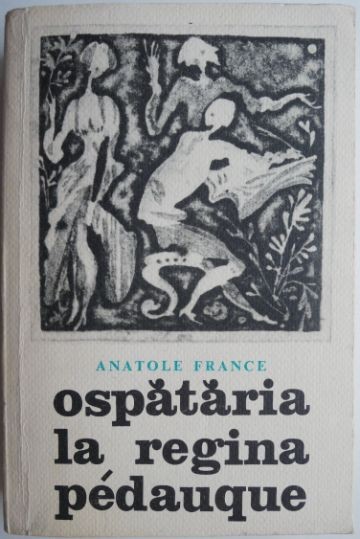 ANATOLE FRANCE
ospătăria
la regina
pédauque